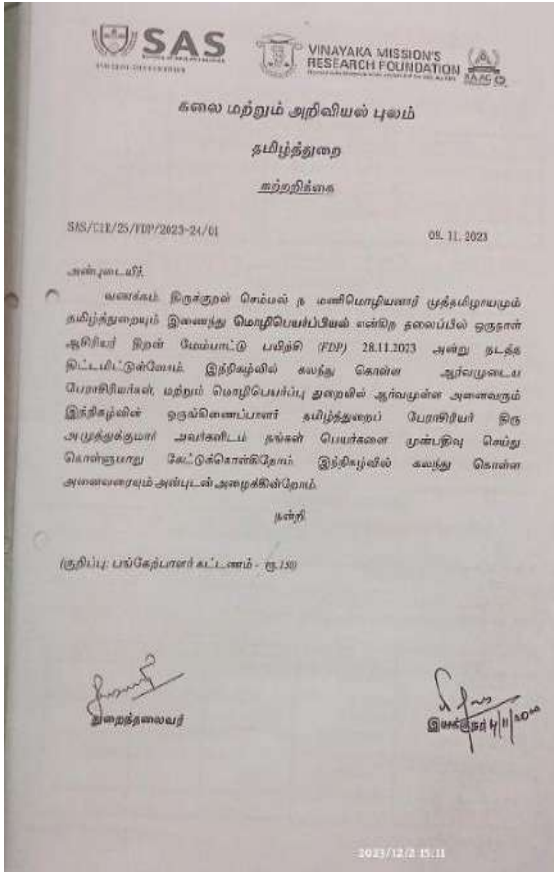 SAS
VINAYAKA MISSION'S
RESEARCH FOUNDATION
கலை மற்றும் அறிவியல் புலம்
தமிழ்த்துறை
சுற்றறிக்கை
SAS/CIR/25/FDP/2023-24/01
08. 11. 2023
அன்புடையீர்,
வணக்கம். திருக்குறள் செம்மல் ந. மணிமொழியனார் முத்தமிழாயமும்
தமிழ்த்துறையும் இணைந்து மொழிபெயர்ப்பியல் என்கிற தலைப்பில் ஒருநாள்
ஆசிரியர் திறன் மேம்பாட்டு பயிற்சி (FDP) 28.11.2023 அன்று நடத்த
திட்டமிட்டுள்ளோம். இந்நிகழ்வில் கலந்து கொள்ள ஆர்வமுடைய
பேராசிரியர்கள், மற்றும் மொழிபெயர்ப்பு துறையில் ஆர்வமுள்ள அனைவரும்
இந்நிகழ்வின் ஒருங்கிணைப்பாளர் தமிழ்த்துறைப் பேராசிரியர் திரு
அ.முத்துக்குமார் அவர்களிடம் தங்கள் பெயர்களை முன்பதிவு செய்து
கொள்ளுமாறு கேட்டுக்கொள்கிறோம். இந்நிகழ்வில் கலந்து கொள்ள
அனைவரையும் அன்புடன் அழைக்கின்றோம்.
நன்றி
(குறிப்பு: பங்கேற்பாளர் கட்டணம் - ரூ.150)
துறைத்தலைவர்
இயக்குநர்
2023/12/2 15:11